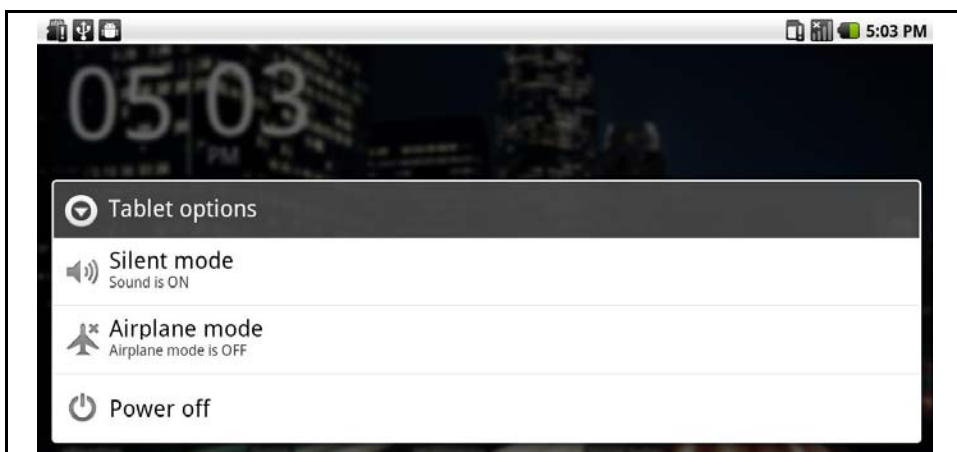 5:03 PM
05:03
PM
Tablet options
Silent mode
Sound is ON
Airplane mode
Airplane mode is OFF
Power off